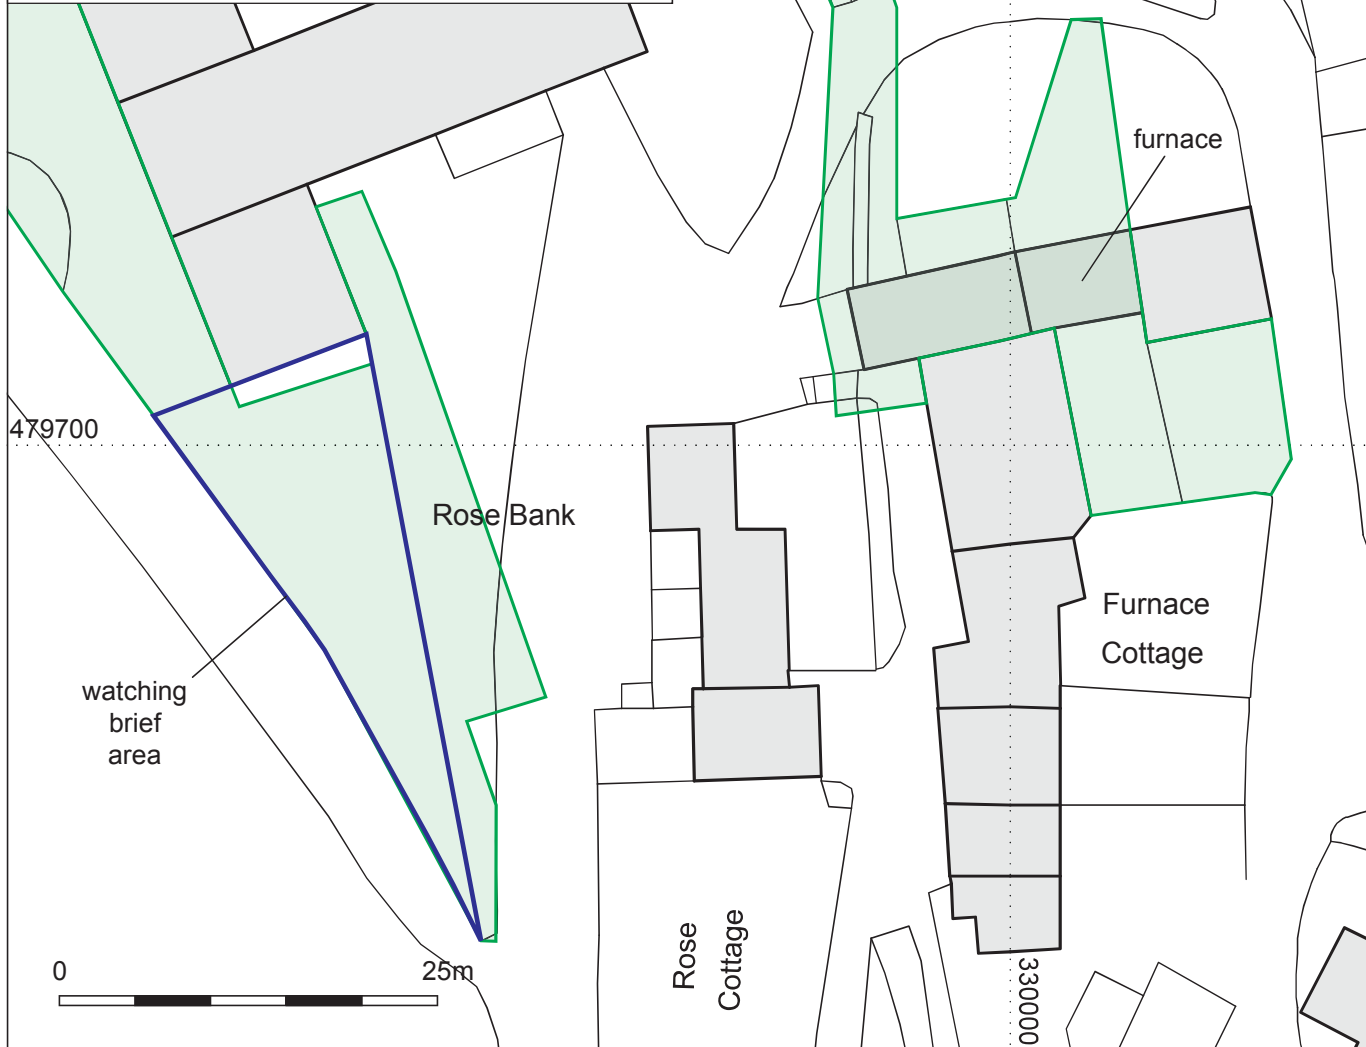 furnace
479700
Rose Bank
Furnace
Cottage
watching
brief
area
Rose
Cottage
0
25m
330000